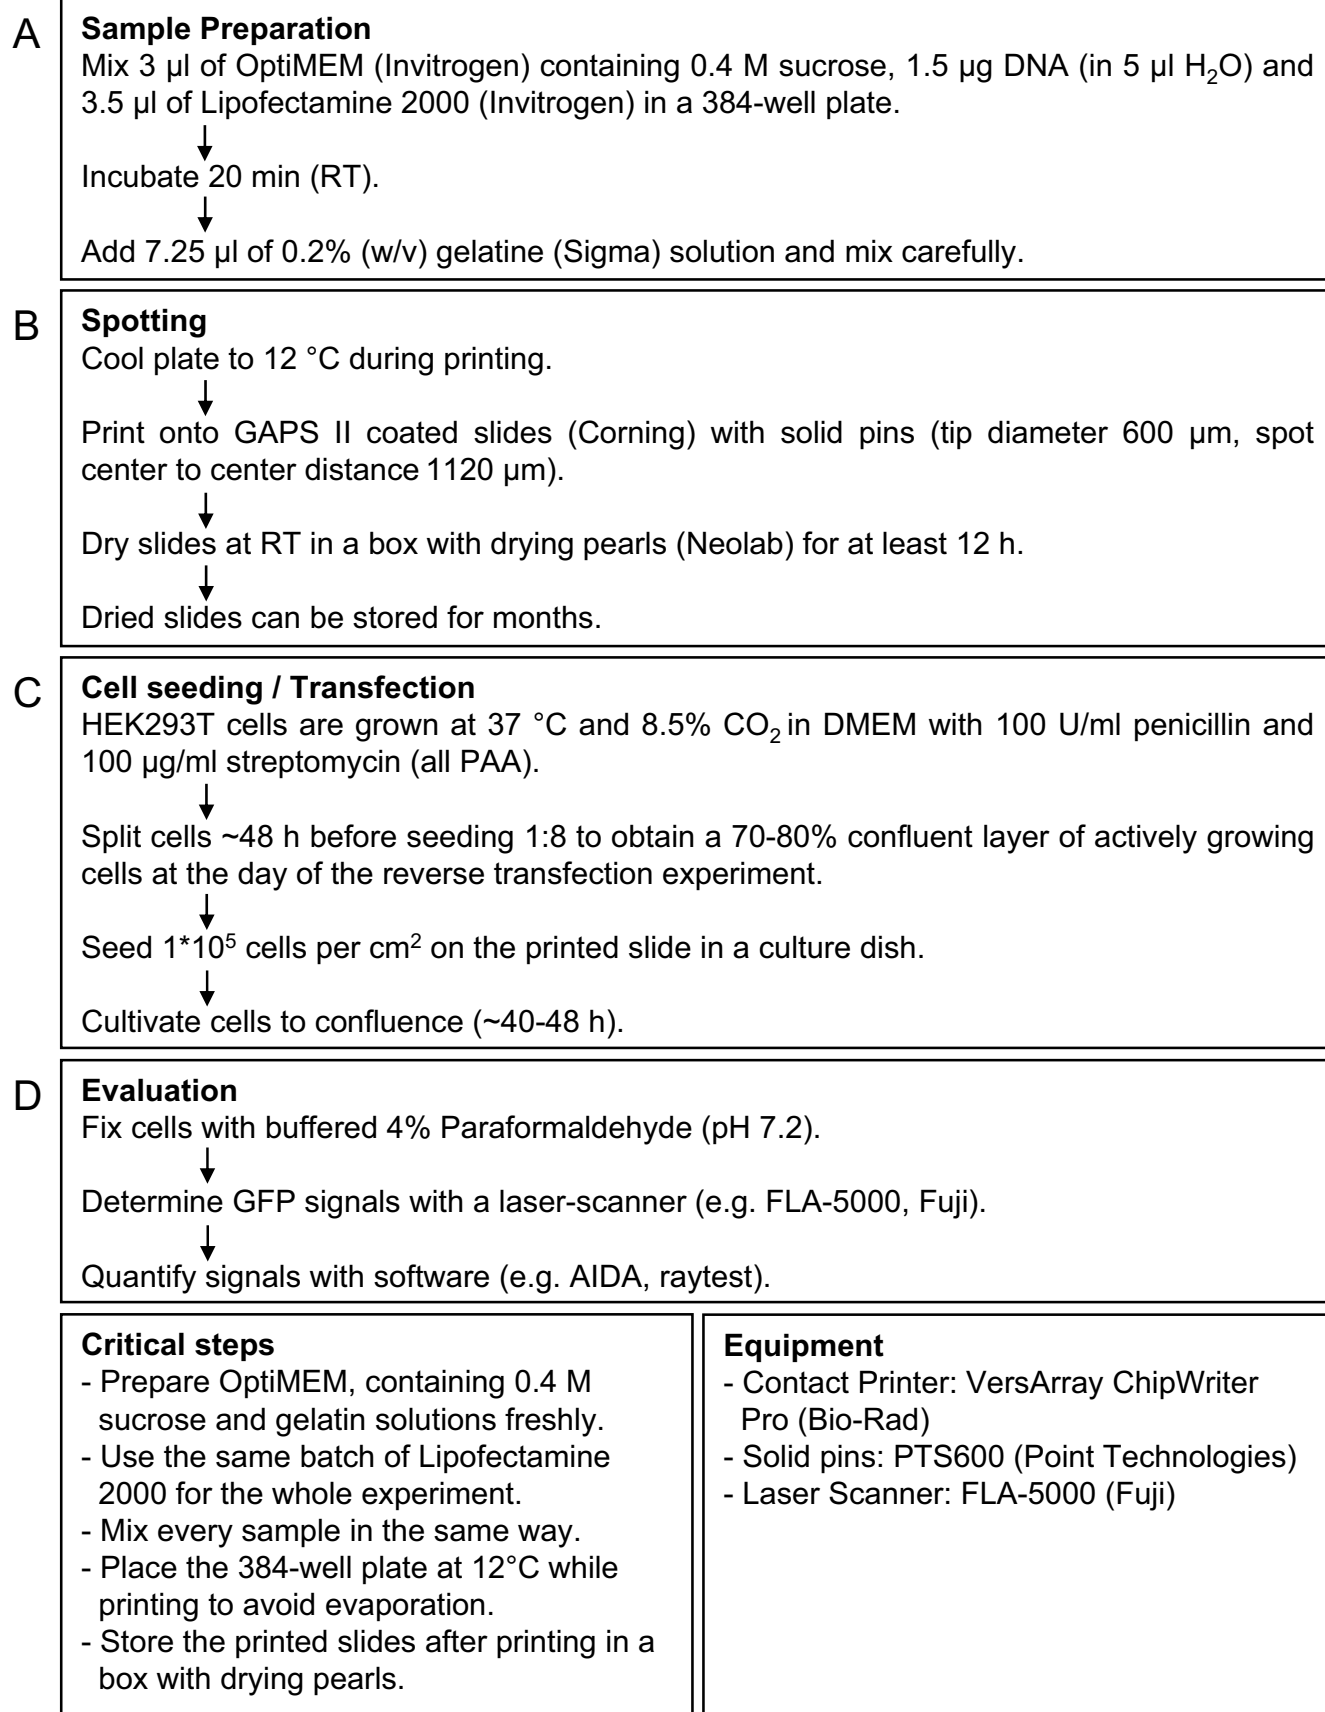 A
Sample Preparation
Mix 3 µl of OptiMEM (Invitrogen) containing 0.4 M sucrose, 1.5 µg DNA (in 5 µl H₂O) and
3.5 µl of Lipofectamine 2000 (Invitrogen) in a 384-well plate.
Incubate 20 min (RT).
Add 7.25 µl of 0.2% (w/v) gelatine (Sigma) solution and mix carefully.
B
Spotting
Cool plate to 12 °C during printing.
Print onto GAPS II coated slides (Corning) with solid pins (tip diameter 600 µm, spot
center to center distance 1120 µm).
Dry slides at RT in a box with drying pearls (Neolab) for at least 12 h.
Dried slides can be stored for months.
C
Cell seeding / Transfection
HEK293T cells are grown at 37 °C and 8.5% CO₂ in DMEM with 100 U/ml penicillin and
100 µg/ml streptomycin (all PAA).
Split cells ~48 h before seeding 1:8 to obtain a 70-80% confluent layer of actively growing
cells at the day of the reverse transfection experiment.
Seed 1*10⁵ cells per cm² on the printed slide in a culture dish.
Cultivate cells to confluence (~40-48 h).
D
Evaluation
Fix cells with buffered 4% Paraformaldehyde (pH 7.2).
Determine GFP signals with a laser-scanner (e.g. FLA-5000, Fuji).
Quantify signals with software (e.g. AIDA, raytest).
Critical steps
- Prepare OptiMEM, containing 0.4 M
sucrose and gelatin solutions freshly.
- Use the same batch of Lipofectamine
2000 for the whole experiment.
- Mix every sample in the same way.
- Place the 384-well plate at 12°C while
printing to avoid evaporation.
- Store the printed slides after printing in a
box with drying pearls.
Equipment
- Contact Printer: VersArray ChipWriter
Pro (Bio-Rad)
- Solid pins: PTS600 (Point Technologies)
- Laser Scanner: FLA-5000 (Fuji)